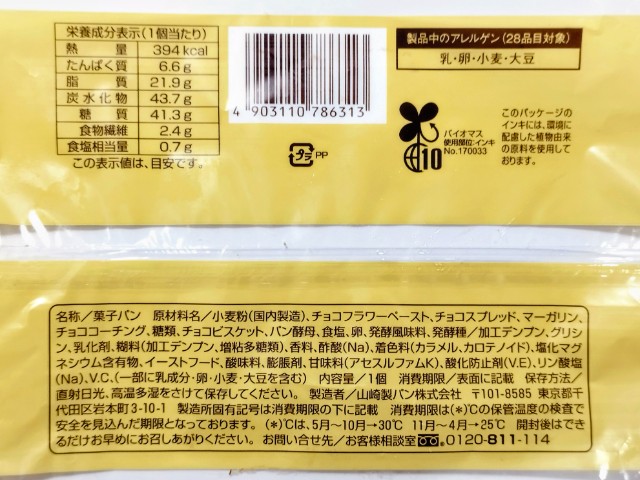 栄養成分表示(1個当たり)
熱量 394kcal
たんぱく質 6.6g
脂質 21.9g
炭水化物 43.7g
糖質 41.3g
食物繊維 2.4g
食塩相当量 0.7g
この表示値は、目安です。
4 903110 786313
プラ PP
製品中のアレルゲン(28品目対象)
乳・卵・小麦・大豆
バイオマス
使用部位:インキ
No.170033
10
このパッケージの
インキには、環境に
配慮した植物由来
の原料を使用して
おります。
名称/菓子パン 原材料名/小麦粉(国内製造)、チョコフラワーペースト、チョコスプレッド、マーガリン、
チョココーチング、糖類、チョコビスケット、パン酵母、食塩、卵、発酵風味料、発酵種/加工デンプン、グリシ
ン、乳化剤、糊料(加工デンプン、増粘多糖類)、香料、酢酸(Na)、着色料(カラメル、カロテノイド)、塩化マグ
ネシウム含有物、イーストフード、酸味料、膨脹剤、甘味料(アセスルファムK)、酸化防止剤(V.E)、リン酸塩
(Na)、V.C、(一部に乳成分・卵・小麦・大豆を含む) 内容量/1個 消費期限/表面に記載 保存方法/
直射日光、高温多湿をさけて保存してください。 製造者/山崎製パン株式会社 〒101-8585 東京都千
代田区岩本町3-10-1 製造所固有記号は消費期限の下に記載 消費期限は(*)℃の保管温度の検査で
安全を見込んだ期限となっております。(*)℃は、5月~10月→30℃ 11月~4月→25℃ 開封後はでき
るだけお早めにお召しあがりください。 お問い合せ先/お客様相談室 0120-811-114